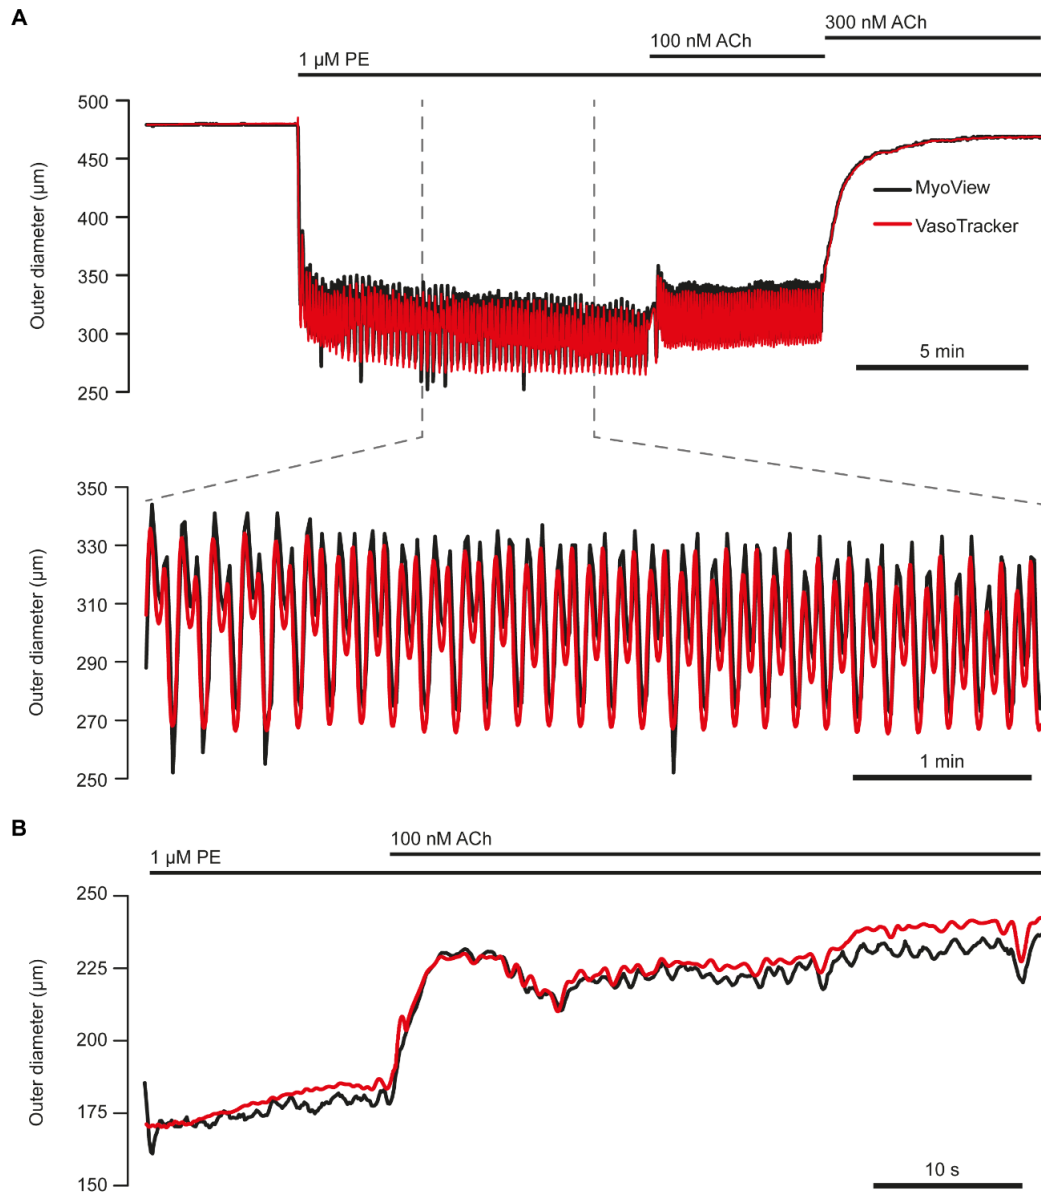 A
300 nM ACh
100 nM ACh
1 µM PE
500
450
400
350
300
250
Outer diameter (µm)
MyoView
VasoTracker
5 min
350
330
310
290
270
250
Outer diameter (µm)
1 min
B
100 nM ACh
1 µM PE
250
225
200
175
150
Outer diameter (µm)
10 s